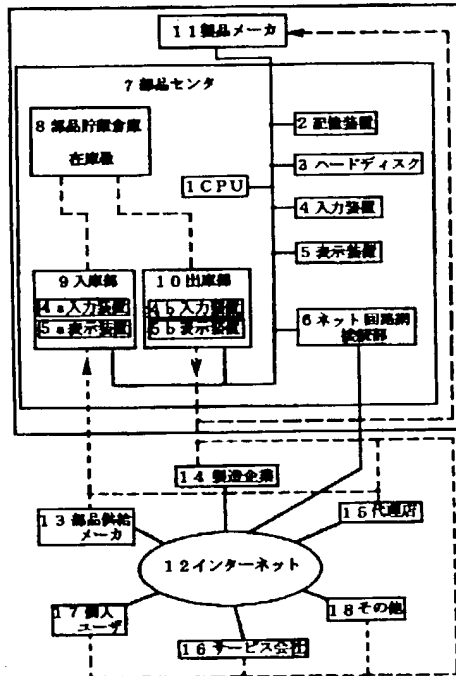 11製品メーカ
7部品センタ
8部品貯蔵倉庫
在庫量
2記憶装置
3ハードディスク
1CPU
4入力装置
5表示装置
9入庫部
4a入力装置
5a表示装置
10出庫部
4b入力装置
5b表示装置
6ネット回路網
接続部
14製造企業
13部品供給
メーカ
15代理店
12インターネット
17個人
ユーザ
18その他
16サービス会社